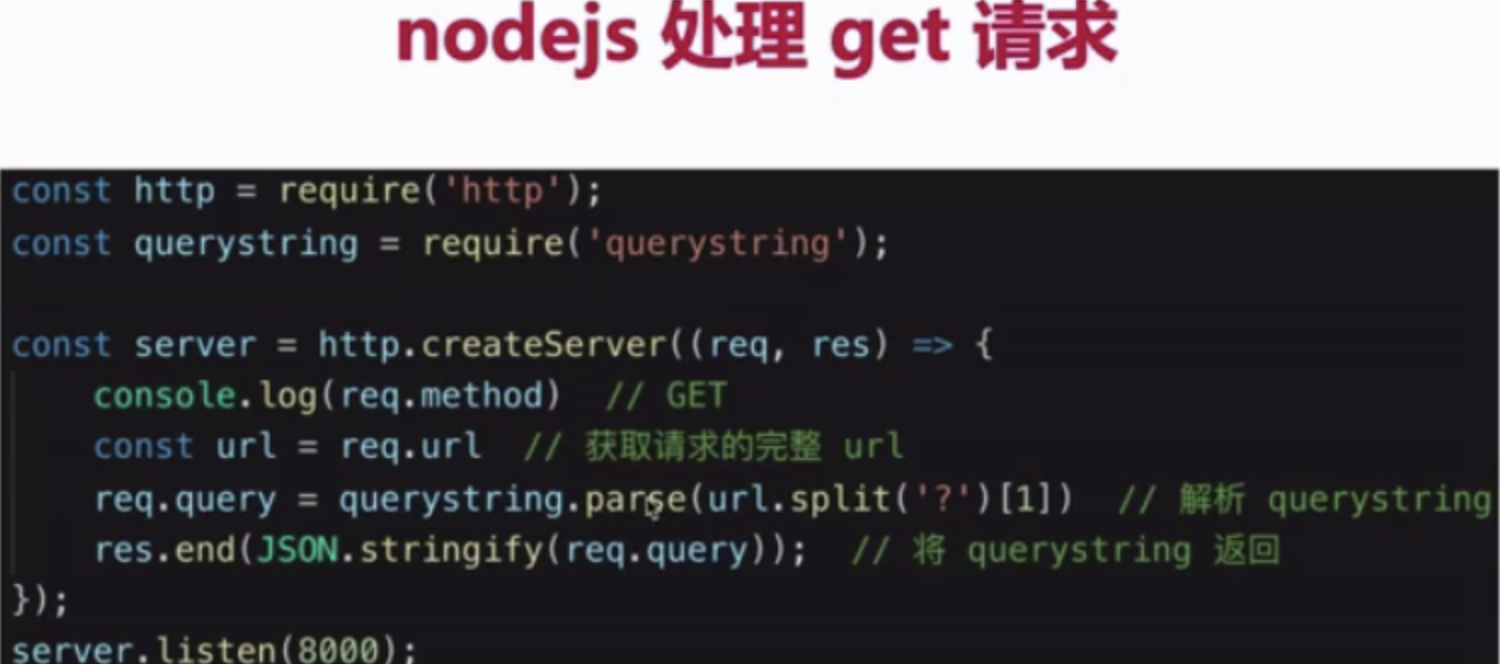 nodejs 处理 get 请求
const http = require('http');
const querystring = require('querystring');
const server = http.createServer((req, res) => {
console.log(req.method) // GET
const url = req.url // 获取请求的完整 url
req.query = querystring.parse(url.split('?')[1]) // 解析 querystring
res.end(JSON.stringify(req.query)); // 将 querystring 返回
});
server.listen(8000);